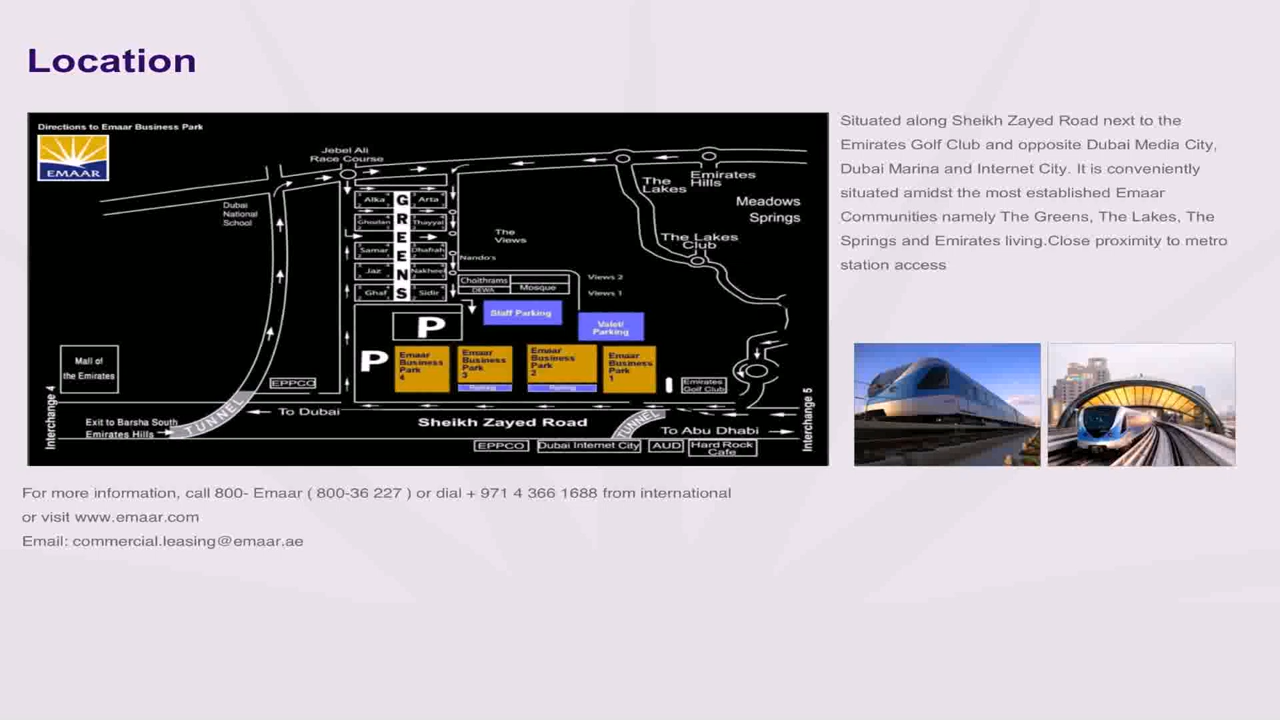 Location
Directions to Emaar Business Park
EMAAR
Jebel Ali
Race Course
Dubai
National
School
Alka
Arta
Ghozlan
Thayyal
Samar
Dhafrah
Jaz
Nakheel
Ghaf
Sidir
GREENS
The
Views
Nando's
Choithrams
DEWA
Mosque
Views 2
Views 1
The
Lakes
Emirates
Hills
Meadows
Springs
The Lakes
Club
Staff Parking
Valet/
Parking
P
P
Emaar
Business
Park
4
Emaar
Business
Park
3
Emaar
Business
Park
2
Emaar
Business
Park
1
Parking
Parking
Emirates
Golf Club
Mall of
the Emirates
EPPCO
Interchange 4
Interchange 5
Exit to Barsha South
Emirates Hills
TUNNEL
To Dubai
Sheikh Zayed Road
TUNNEL
To Abu Dhabi
EPPCO
Dubai Internet City
AUD
Hard Rock
Cafe
Situated along Sheikh Zayed Road next to the
Emirates Golf Club and opposite Dubai Media City,
Dubai Marina and Internet City. It is conveniently
situated amidst the most established Emaar
Communities namely The Greens, The Lakes, The
Springs and Emirates living.Close proximity to metro
station access
For more information, call 800- Emaar ( 800-36 227 ) or dial + 971 4 366 1688 from international
or visit www.emaar.com
Email: commercial.leasing@emaar.ae